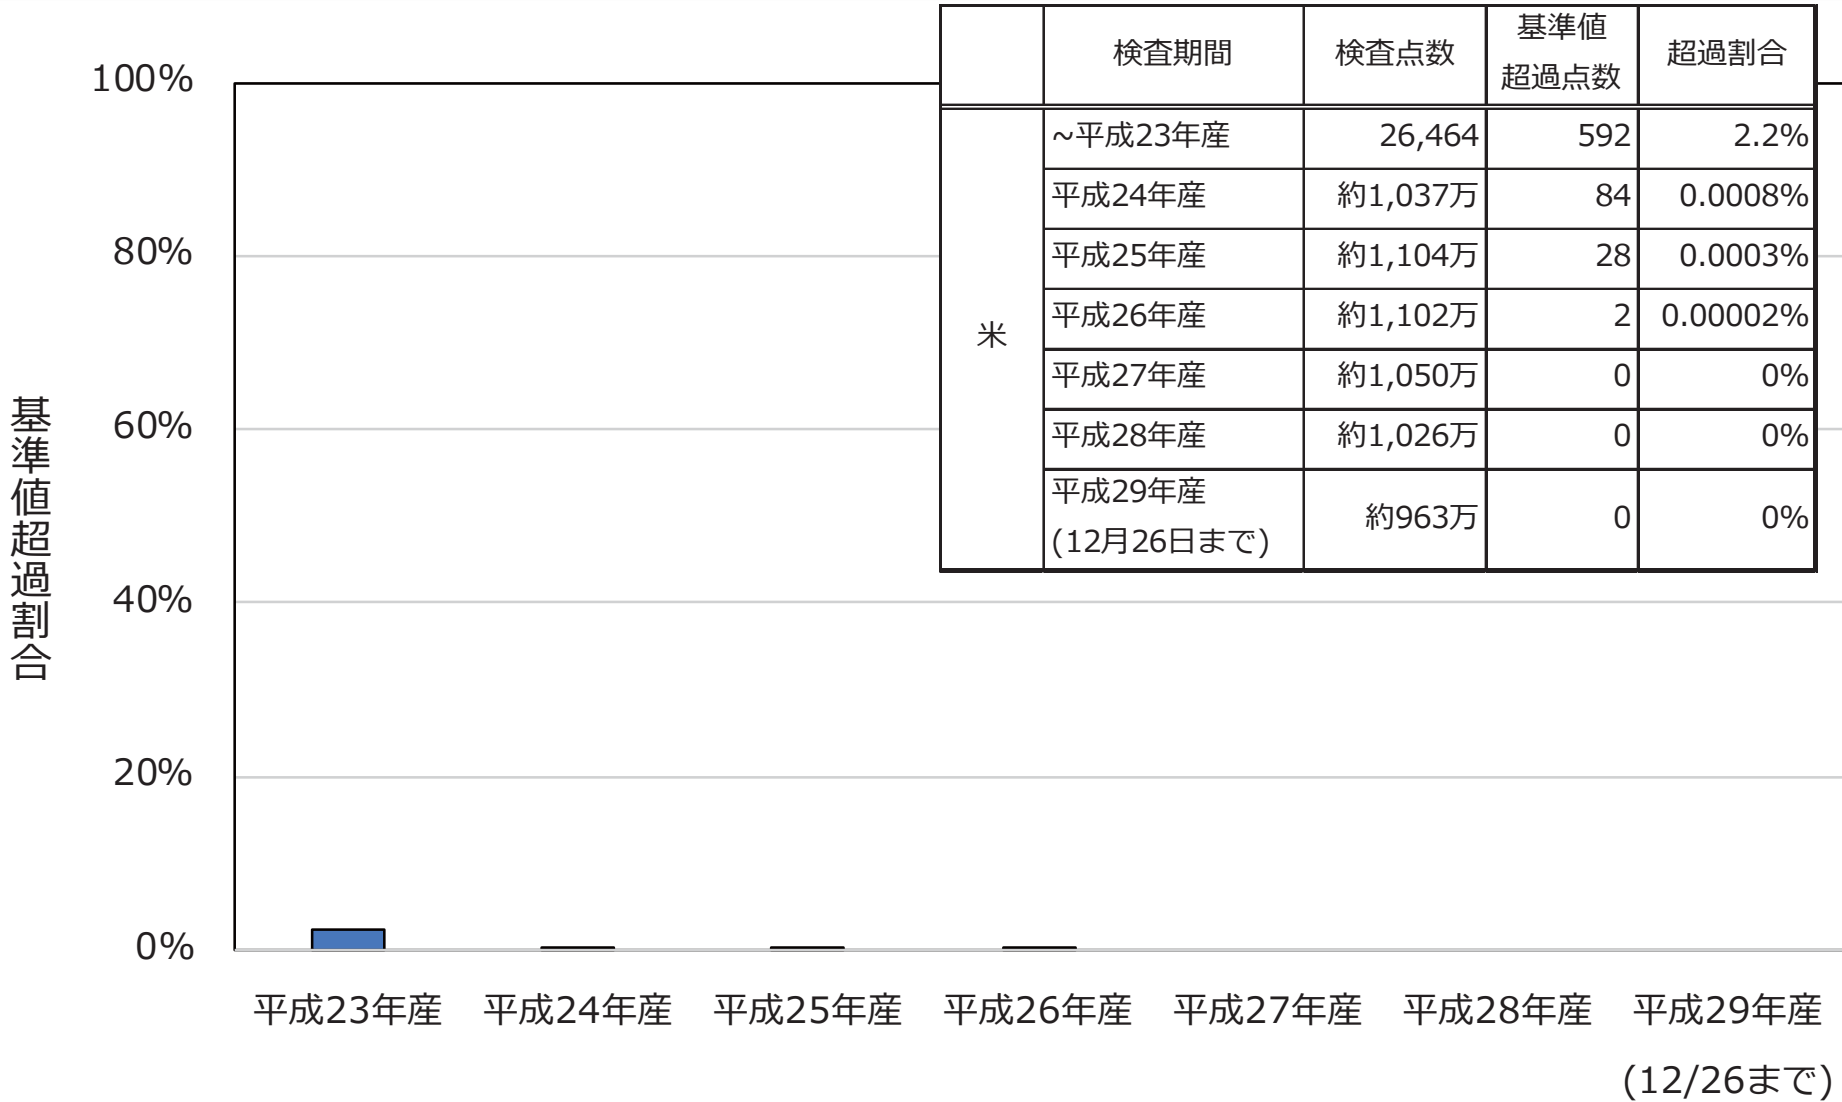 検査期間 検査点数 基準値超過点数 超過割合
米
~平成23年産 26,464 592 2.2%
平成24年産 約1,037万 84 0.0008%
平成25年産 約1,104万 28 0.0003%
平成26年産 約1,102万 2 0.00002%
平成27年産 約1,050万 0 0%
平成28年産 約1,026万 0 0%
平成29年産
(12月26日まで) 約963万 0 0%
基準値超過割合
100%
80%
60%
40%
20%
0%
平成23年産 平成24年産 平成25年産 平成26年産 平成27年産 平成28年産 平成29年産
(12/26まで)